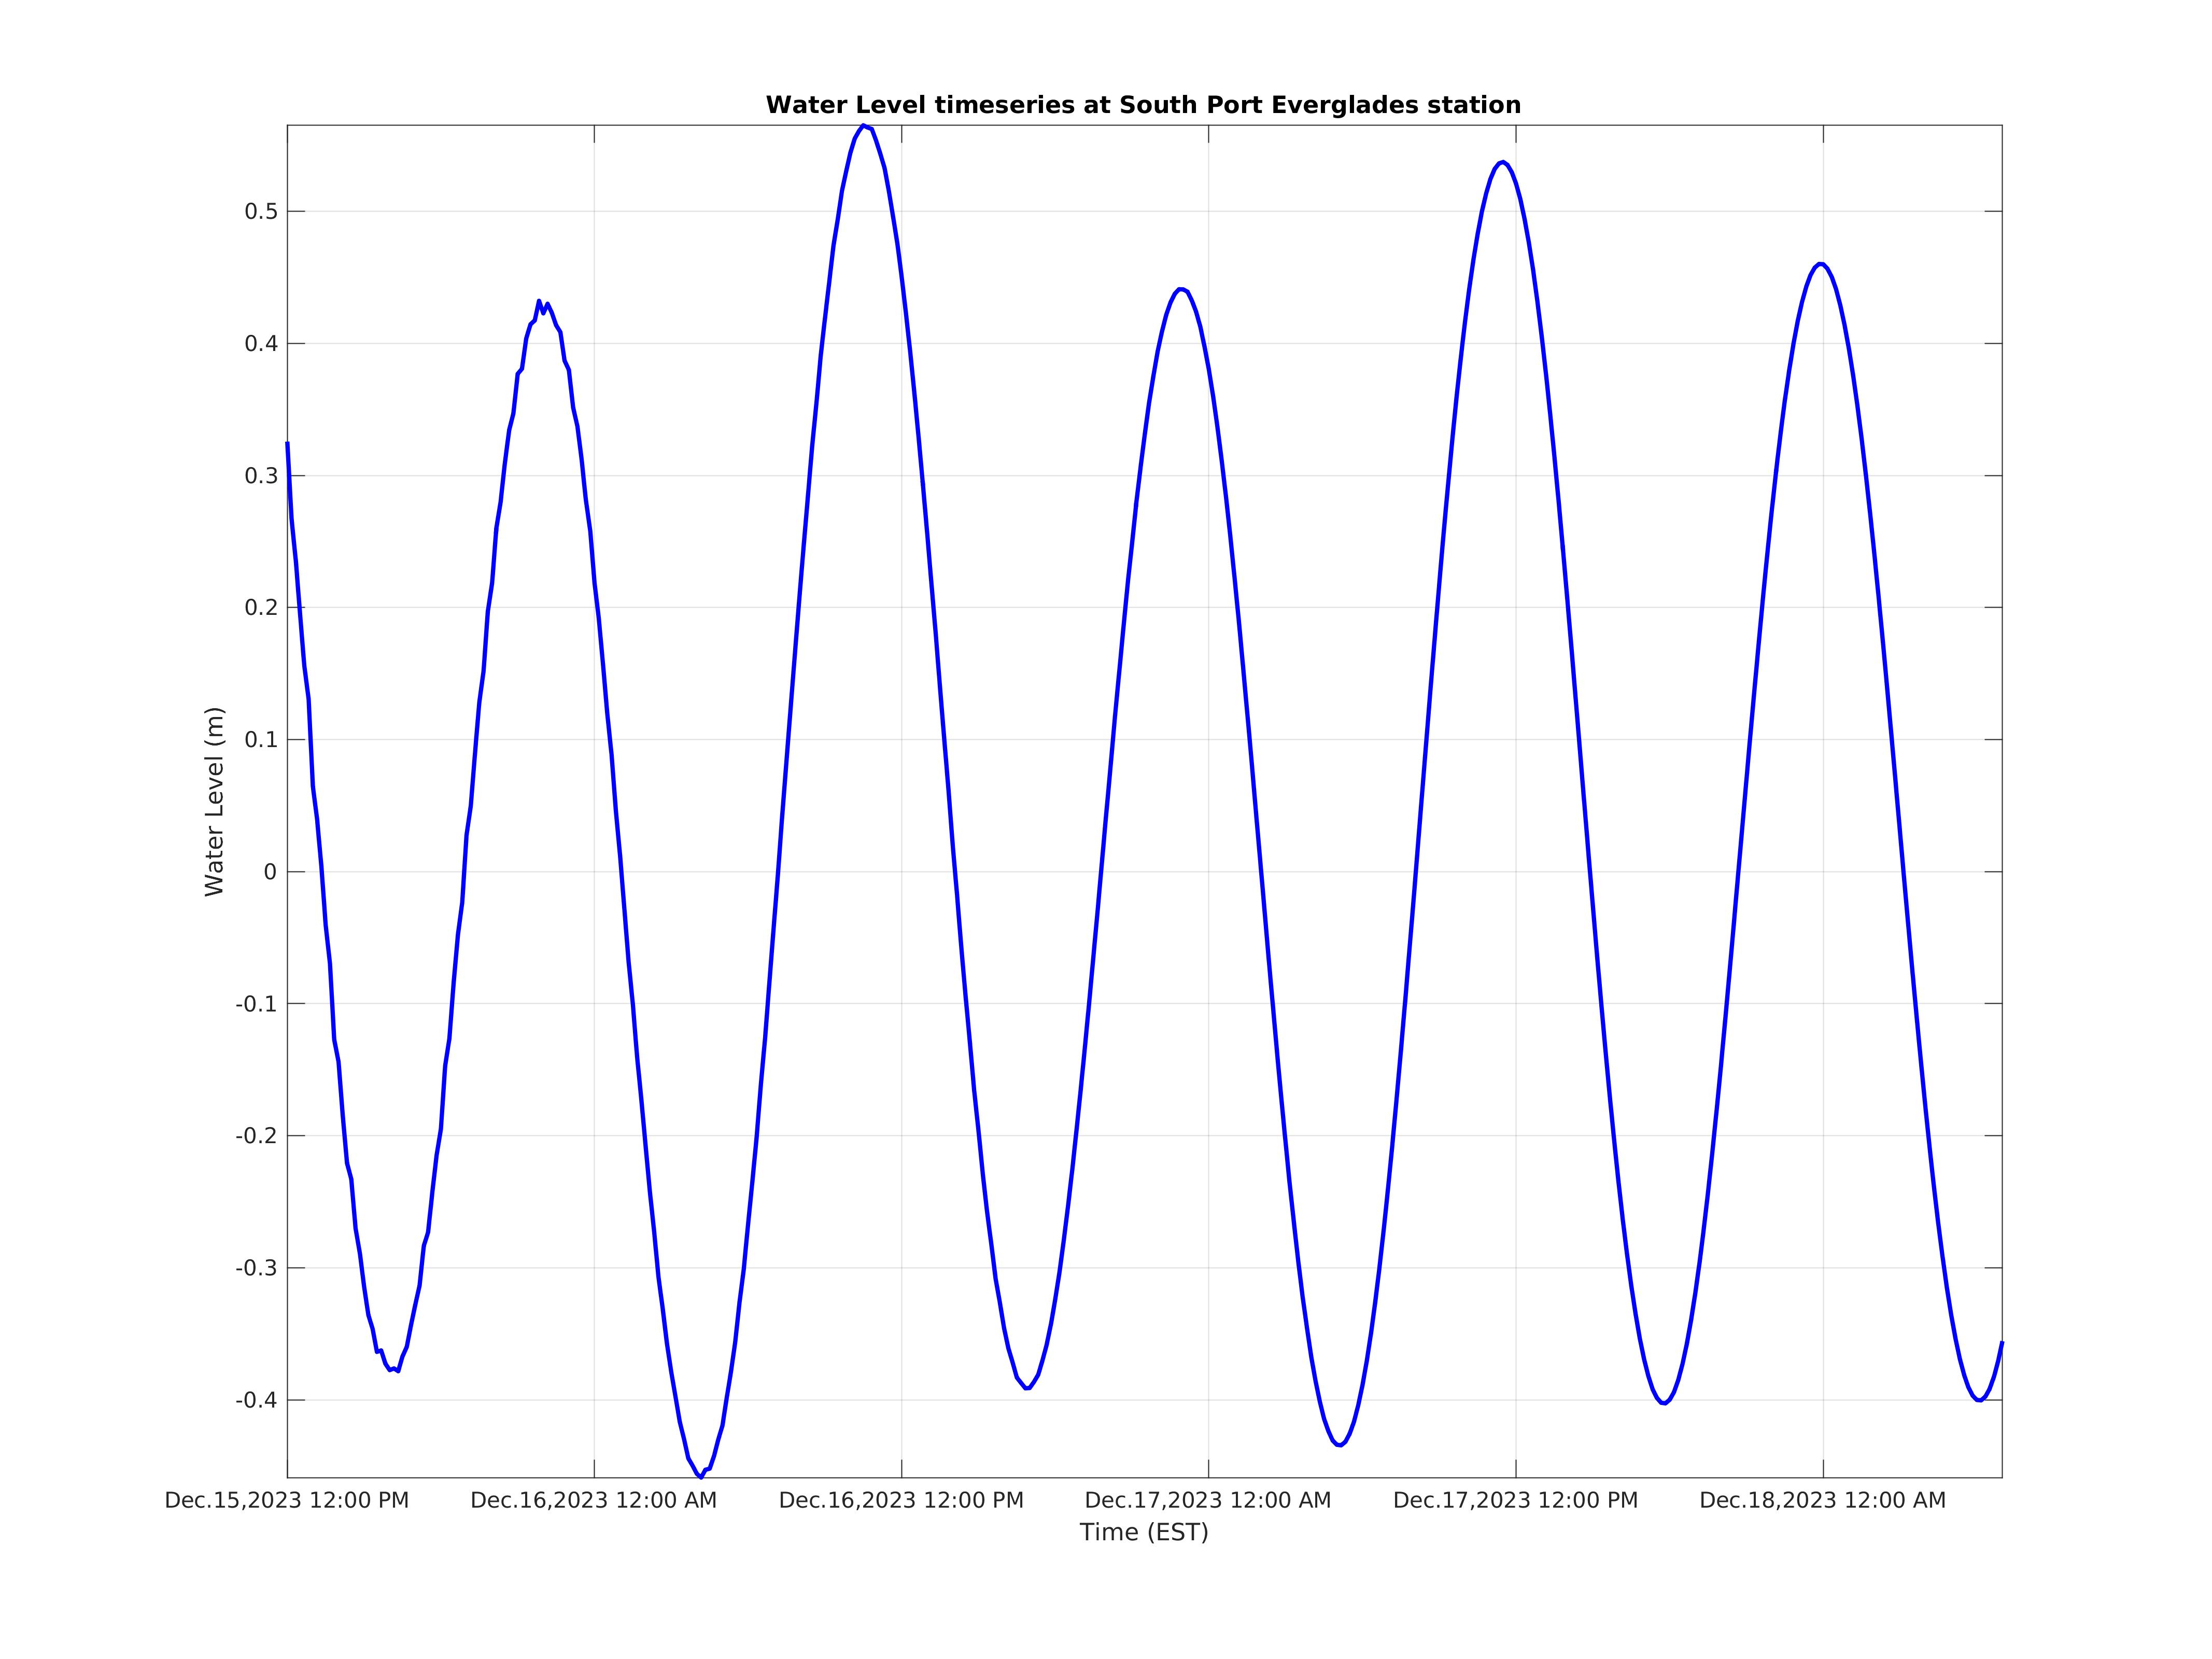 Water Level timeseries at South Port Everglades station
0.5
0.4
0.3
0.2
0.1
0
-0.1
-0.2
-0.3
-0.4
Water Level (m)
Dec.15,2023 12:00 PM
Dec.16,2023 12:00 AM
Dec.16,2023 12:00 PM
Dec.17,2023 12:00 AM
Dec.17,2023 12:00 PM
Dec.18,2023 12:00 AM
Time (EST)